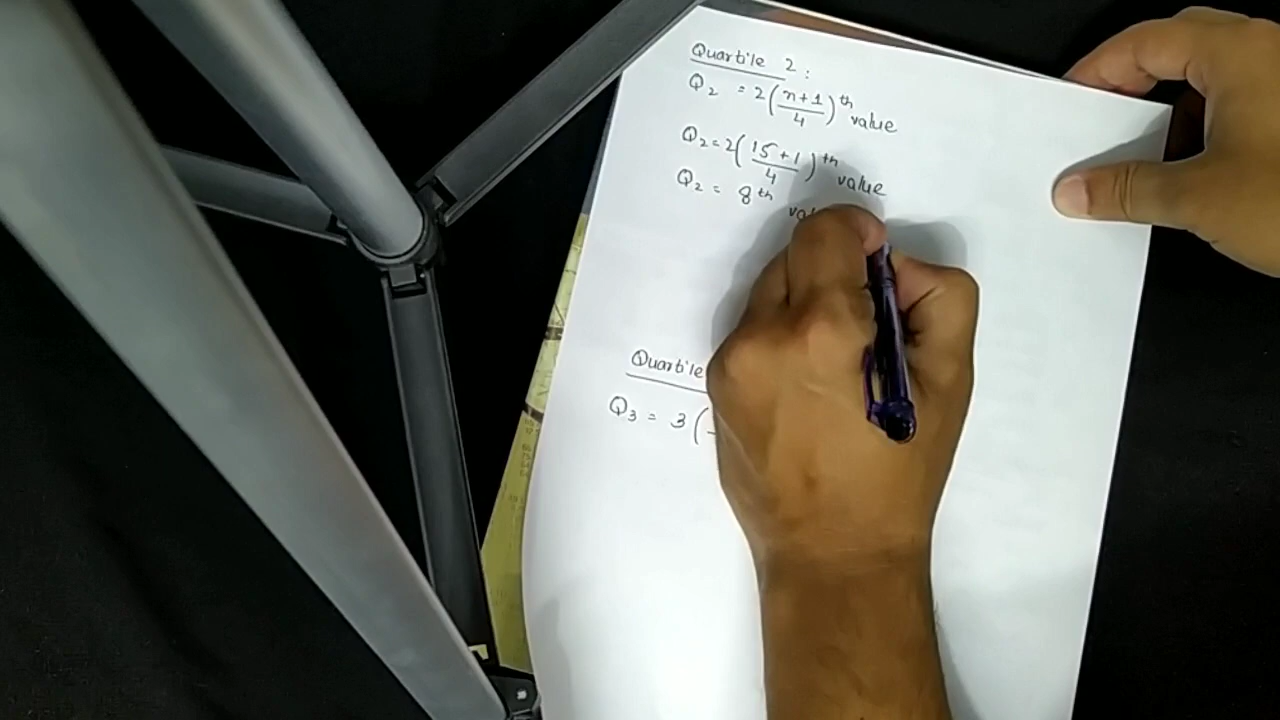 Quartile 2 :
Q₂ = 2(n+1/4)ᵗʰ value
Q₂ = 2(15+1/4)ᵗʰ value
Q₂ = 8ᵗʰ
Quartile
Q₃ = 3(